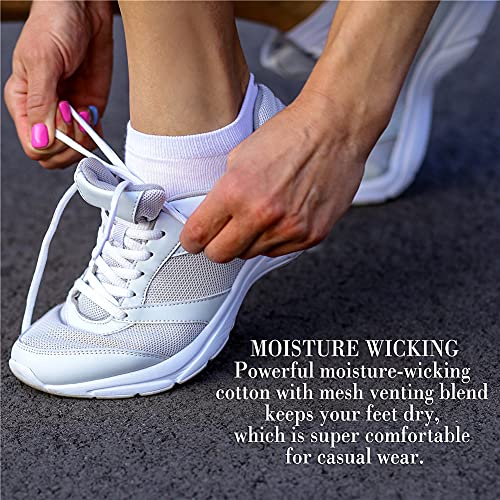 MOISTURE WICKING
Powerful moisture-wicking
cotton with mesh venting blend
keeps your feet dry,
which is super comfortable
for casual wear.